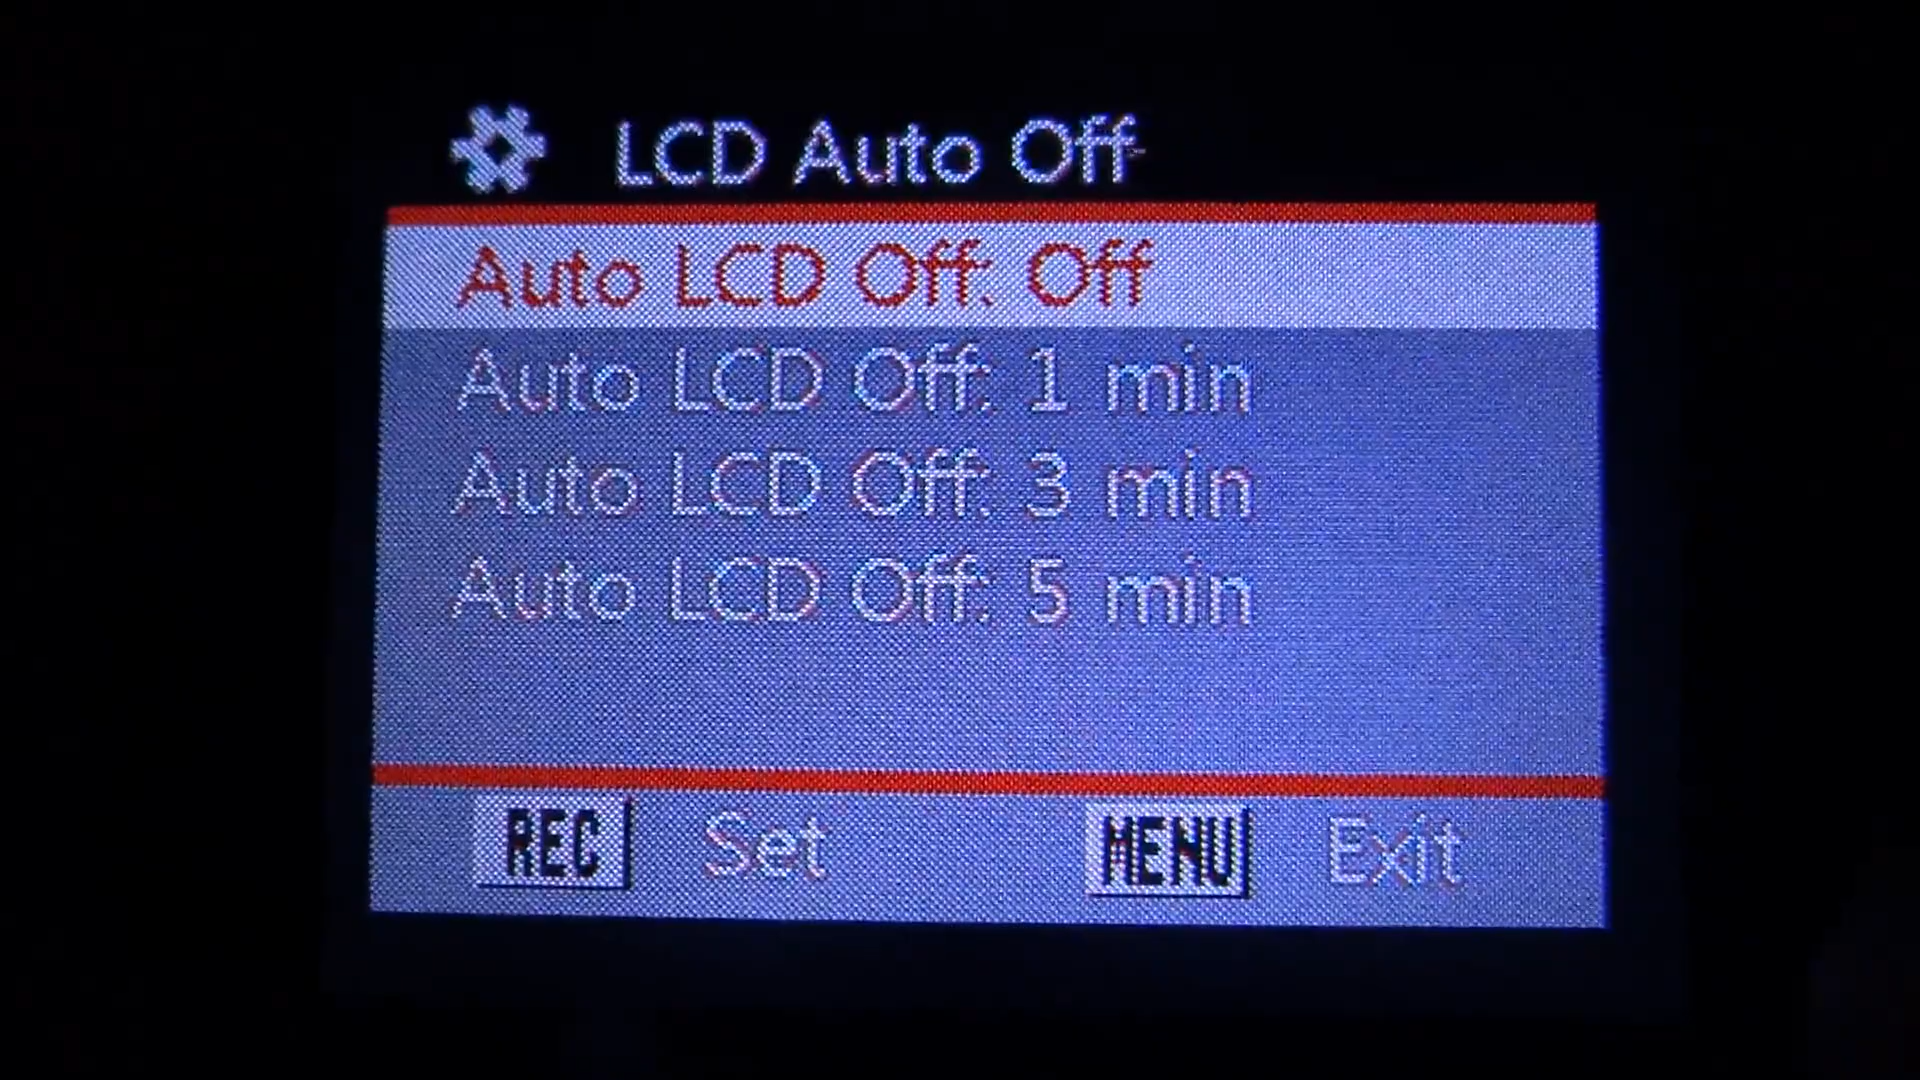 LCD Auto Off
Auto LCD Off: Off
Auto LCD Off: 1 min
Auto LCD Off: 3 min
Auto LCD Off: 5 min
REC Set MENU Exit